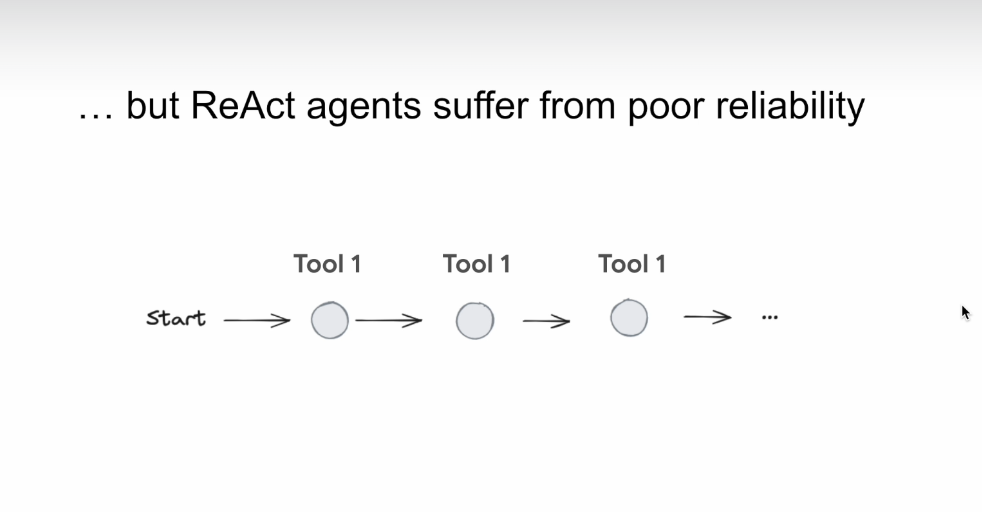 … but ReAct agents suffer from poor reliability
Tool 1 Tool 1 Tool 1
Start ...